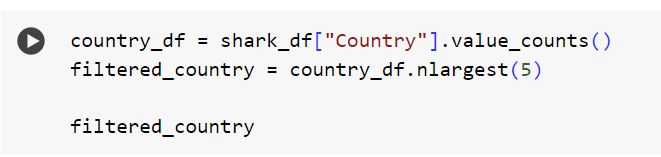 country_df = shark_df["Country"].value_counts()
filtered_country = country_df.nlargest(5)
filtered_country